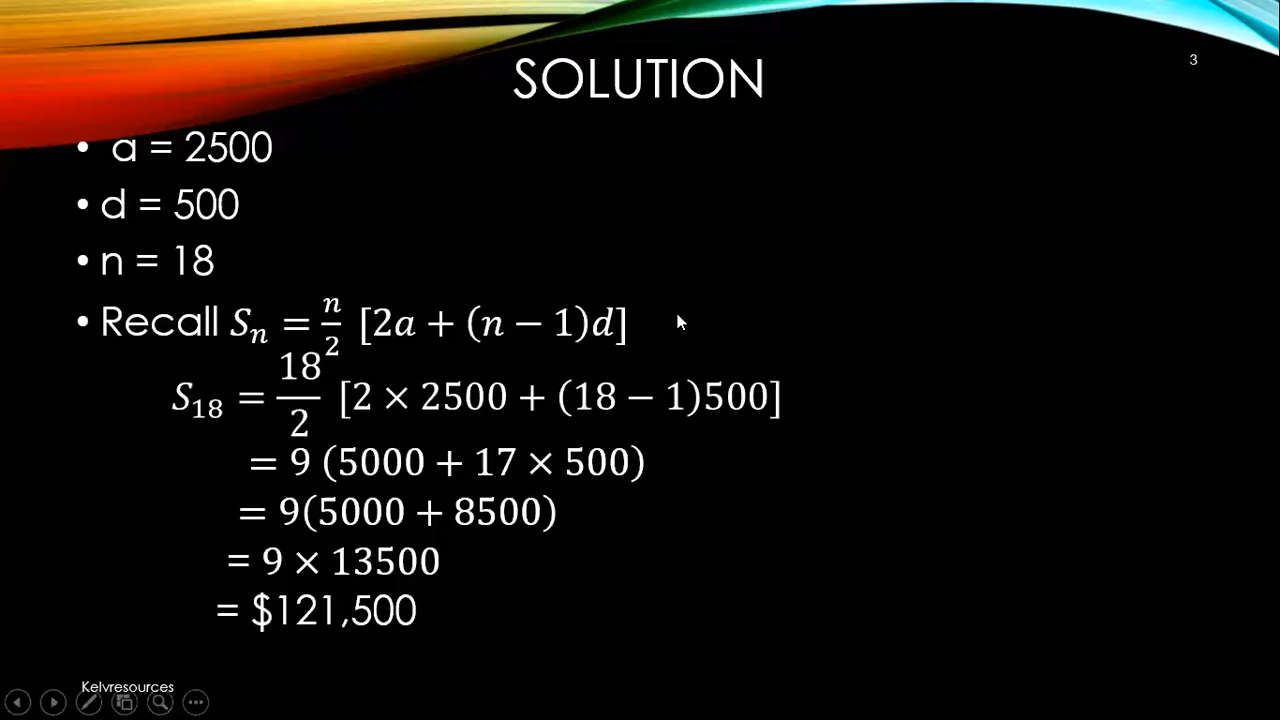 SOLUTION
3
• a = 2500
• d = 500
• n = 18
• Recall Sₙ = n/2 [2a + (n − 1)d]
S₁₈ = 18/2 [2 × 2500 + (18 − 1)500]
= 9 (5000 + 17 × 500)
= 9(5000 + 8500)
= 9 × 13500
= $121,500
Kelvresources